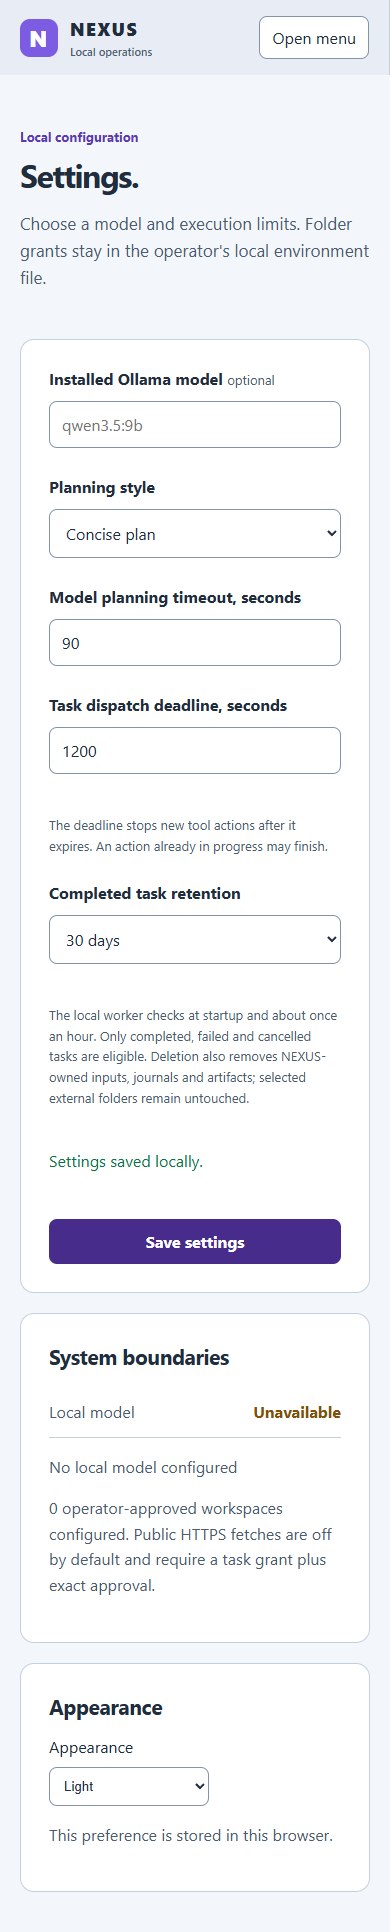 N
NEXUS
Local operations
Open menu
Local configuration
Settings.
Choose a model and execution limits. Folder
grants stay in the operator's local environment
file.
Installed Ollama model optional
qwen3.5:9b
Planning style
Concise plan
Model planning timeout, seconds
90
Task dispatch deadline, seconds
1200
The deadline stops new tool actions after it
expires. An action already in progress may finish.
Completed task retention
30 days
The local worker checks at startup and about once
an hour. Only completed, failed and cancelled
tasks are eligible. Deletion also removes NEXUS-
owned inputs, journals and artifacts; selected
external folders remain untouched.
Settings saved locally.
Save settings
System boundaries
Local model Unavailable
No local model configured
0 operator-approved workspaces
configured. Public HTTPS fetches are off
by default and require a task grant plus
exact approval.
Appearance
Appearance
Light
This preference is stored in this browser.